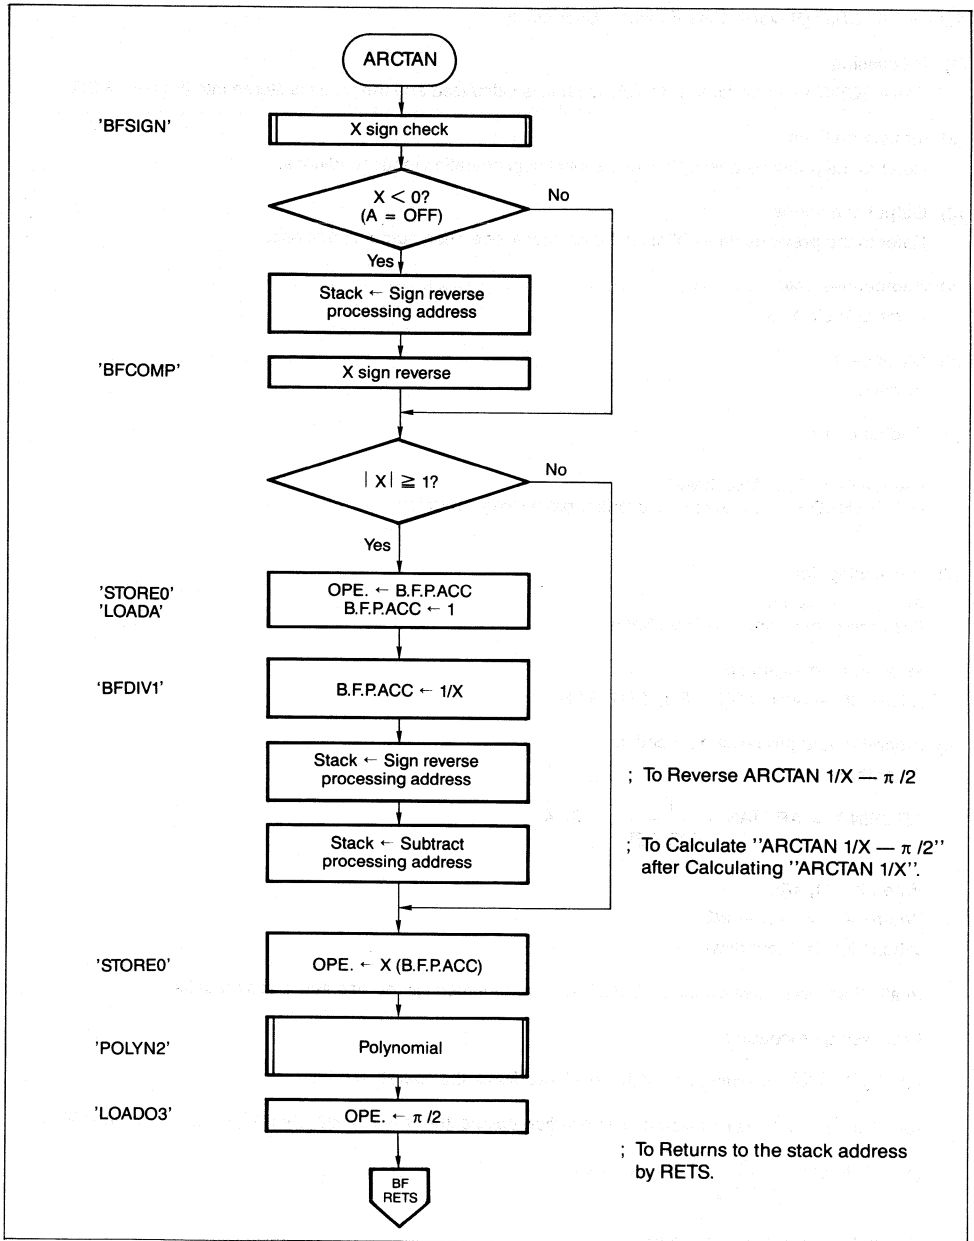 ARCTAN
'BFSIGN'
X sign check
X < 0?
(A = OFF)
No
Yes
Stack ← Sign reverse
processing address
'BFCOMP'
X sign reverse
| X | ≧ 1?
No
Yes
'STORE0'
'LOADA'
OPE. ← B.F.P.ACC
B.F.P.ACC ← 1
'BFDIV1'
B.F.P.ACC ← 1/X
Stack ← Sign reverse
processing address
; To Reverse ARCTAN 1/X — π /2
Stack ← Subtract
processing address
; To Calculate ''ARCTAN 1/X — π /2''
after Calculating ''ARCTAN 1/X''.
'STORE0'
OPE. ← X (B.F.P.ACC)
'POLYN2'
Polynomial
'LOADO3'
OPE. ← π /2
; To Returns to the stack address
by RETS.
BF
RETS